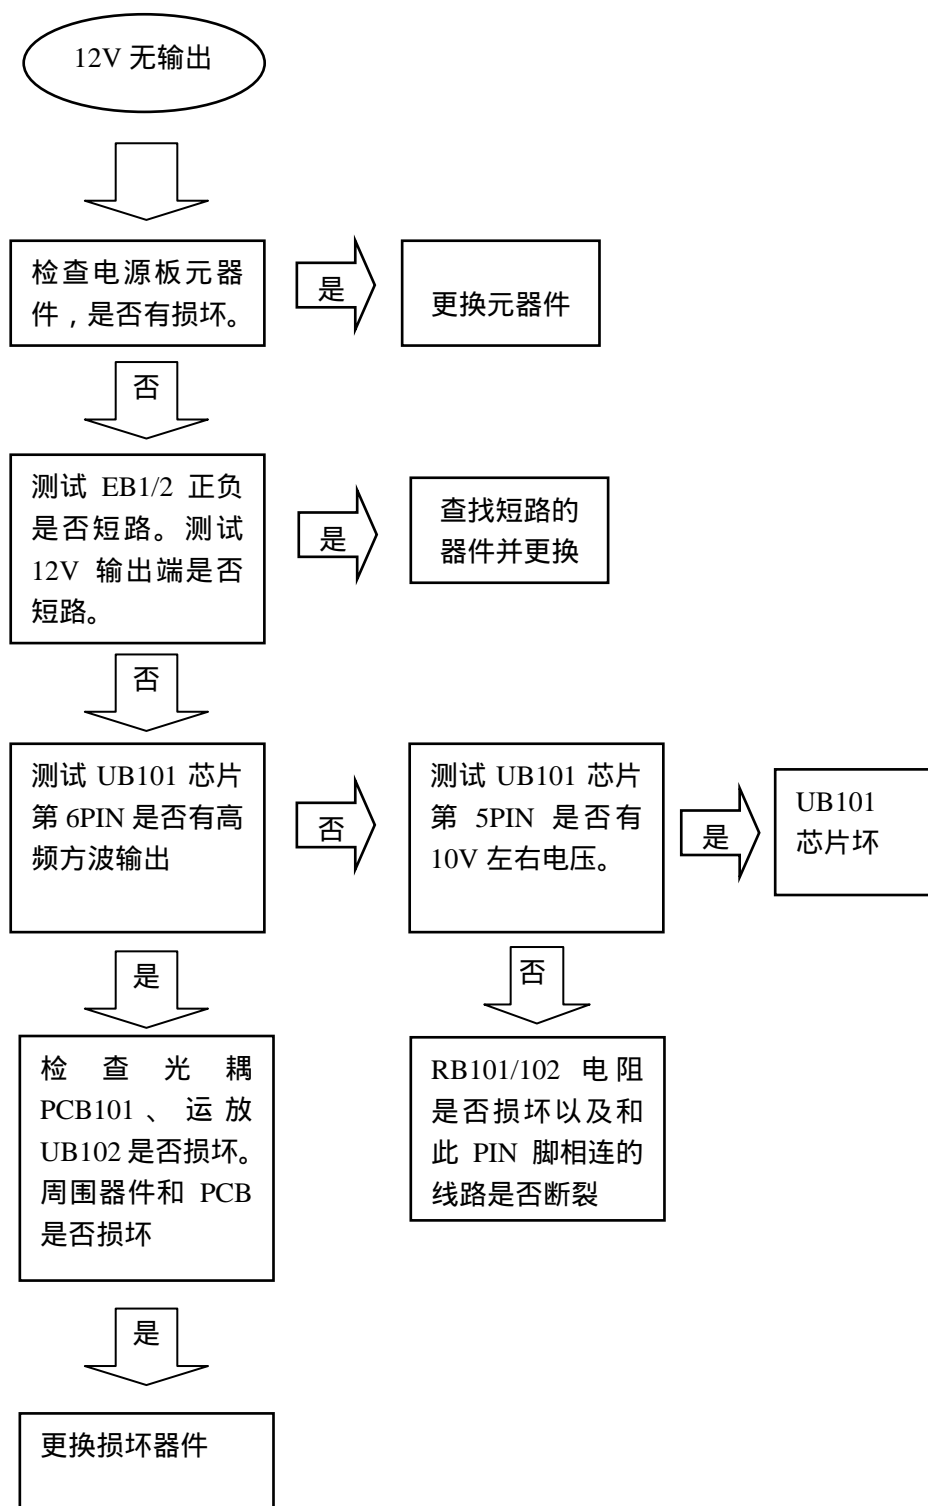 12V 无输出
检查电源板元器
件，是否有损坏。
是
更换元器件
否
测试 EB1/2 正负
是否短路。测试
12V 输出端是否
短路。
是
查找短路的
器件并更换
否
测试 UB101 芯片
第 6PIN 是否有高
频方波输出
否
测试 UB101 芯片
第 5PIN 是否有
10V 左右电压。
是
UB101
芯片坏
是
否
检查光耦
PCB101、运放
UB102 是否损坏。
周围器件和 PCB
是否损坏
RB101/102 电阻
是否损坏以及和
此 PIN 脚相连的
线路是否断裂
是
更换损坏器件